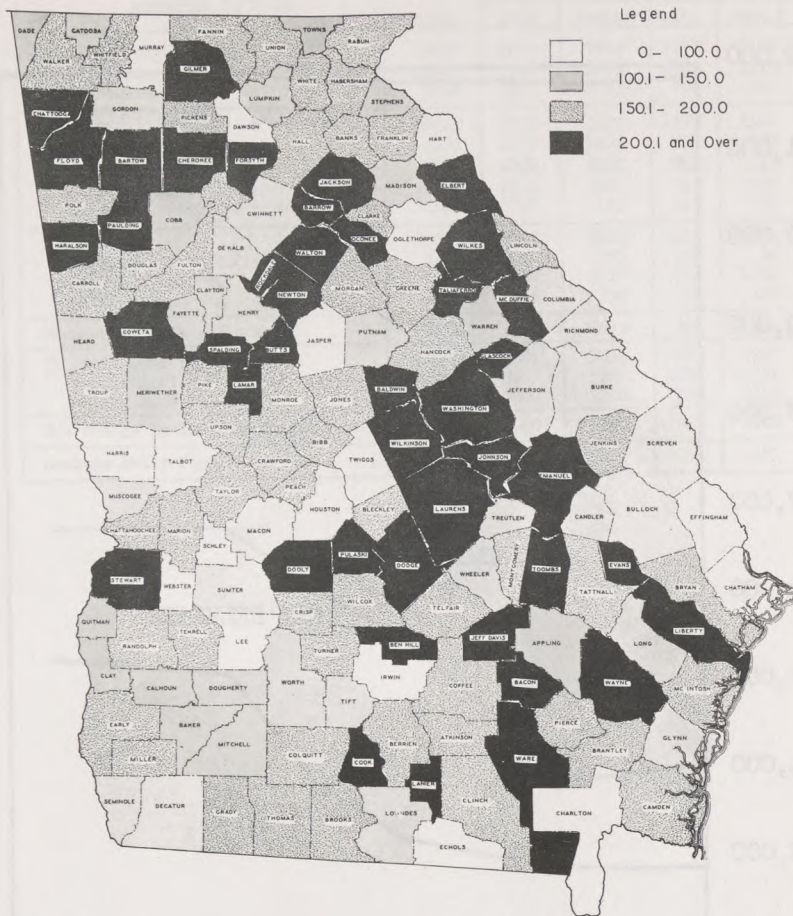 Legend
0 - 100.0
100.1 - 150.0
150.1 - 200.0
200.1 and Over
DADE
CATOOSA
WHITFIELD
MURRAY
FANNIN
UNION
TOWNS
RABUN
WALKER
GILMER
WHITE
HABERSHAM
LUMPKIN
STEPHENS
CHATTOOGA
GORDON
PICKENS
DAWSON
HALL
BANKS
FRANKLIN
HART
FLOYD
BARTOW
CHEROKEE
FORSYTH
JACKSON
MADISON
ELBERT
POLK
PAULDING
COBB
GWINNETT
BARROW
CLARKE
OGLETHORPE
HARALSON
DOUGLAS
FULTON
DE KALB
WALTON
OCONEE
WILKES
LINCOLN
CARROLL
CLAYTON
ROCKDALE
NEWTON
MORGAN
GREENE
TALIAFERRO
MC DUFFIE
COLUMBIA
COWETA
FAYETTE
HENRY
RICHMOND
HEARD
SPALDING
BUTTS
JASPER
PUTNAM
HANCOCK
WARREN
GLASCOCK
TROUP
MERIWETHER
PIKE
LAMAR
MONROE
JONES
BALDWIN
WASHINGTON
JEFFERSON
BURKE
UPSON
BIBB
WILKINSON
JOHNSON
JENKINS
SCREVEN
HARRIS
TALBOT
CRAWFORD
TWIGGS
EMANUEL
MUSCOGEE
TAYLOR
PEACH
HOUSTON
BLECKLEY
LAURENS
TREUTLEN
CANDLER
BULLOCH
EFFINGHAM
CHATTAHOOCHEE
MARION
SCHLEY
MACON
STEWART
WEBSTER
SUMTER
DOOLY
PULASKI
DODGE
WHEELER
MONTGOMERY
TOOMBS
TATTNALL
EVANS
BRYAN
CHATHAM
QUITMAN
RANDOLPH
TERRELL
LEE
CRISP
WILCOX
TELFAIR
BEN HILL
JEFF DAVIS
APPLING
LONG
LIBERTY
CLAY
CALHOUN
DOUGHERTY
WORTH
TURNER
IRWIN
COFFEE
BACON
WAYNE
MC INTOSH
EARLY
BAKER
MITCHELL
TIFT
BERRIEN
ATKINSON
PIERCE
BRANTLEY
GLYNN
MILLER
COLQUITT
COOK
LANIER
WARE
SEMINOLE
DECATUR
GRADY
THOMAS
BROOKS
LOWNDES
CLINCH
CHARLTON
CAMDEN
ECHOLS